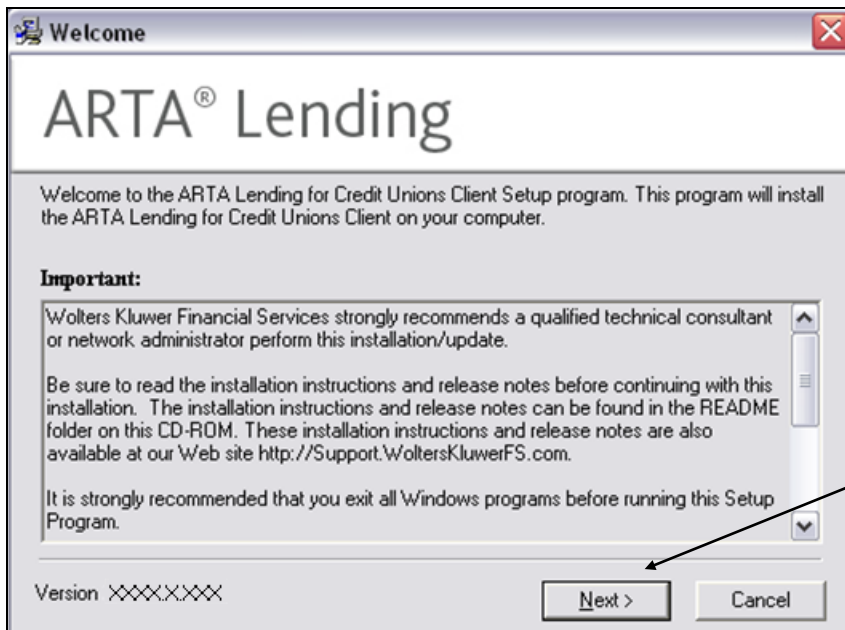 Welcome
ARTA® Lending
Welcome to the ARTA Lending for Credit Unions Client Setup program. This program will install
the ARTA Lending for Credit Unions Client on your computer.
Important:
Wolters Kluwer Financial Services strongly recommends a qualified technical consultant
or network administrator perform this installation/update.
Be sure to read the installation instructions and release notes before continuing with this
installation.  The installation instructions and release notes can be found in the README
folder on this CD-ROM. These installation instructions and release notes are also
available at our Web site http://Support.WoltersKluwerFS.com.
It is strongly recommended that you exit all Windows programs before running this Setup
Program.
Version XXXX.X.XXX
Next >
Cancel